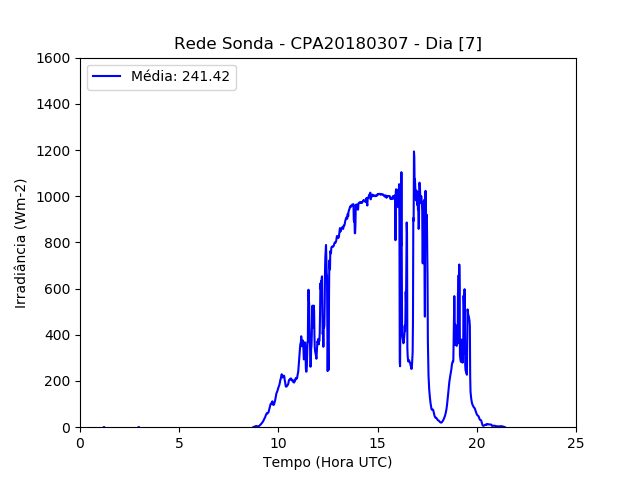 Rede Sonda - CPA20180307 - Dia [7]
1600
1400
1200
1000
800
600
400
200
0
Irradiância (Wm-2)
Média: 241.42
0 5 10 15 20 25
Tempo (Hora UTC)